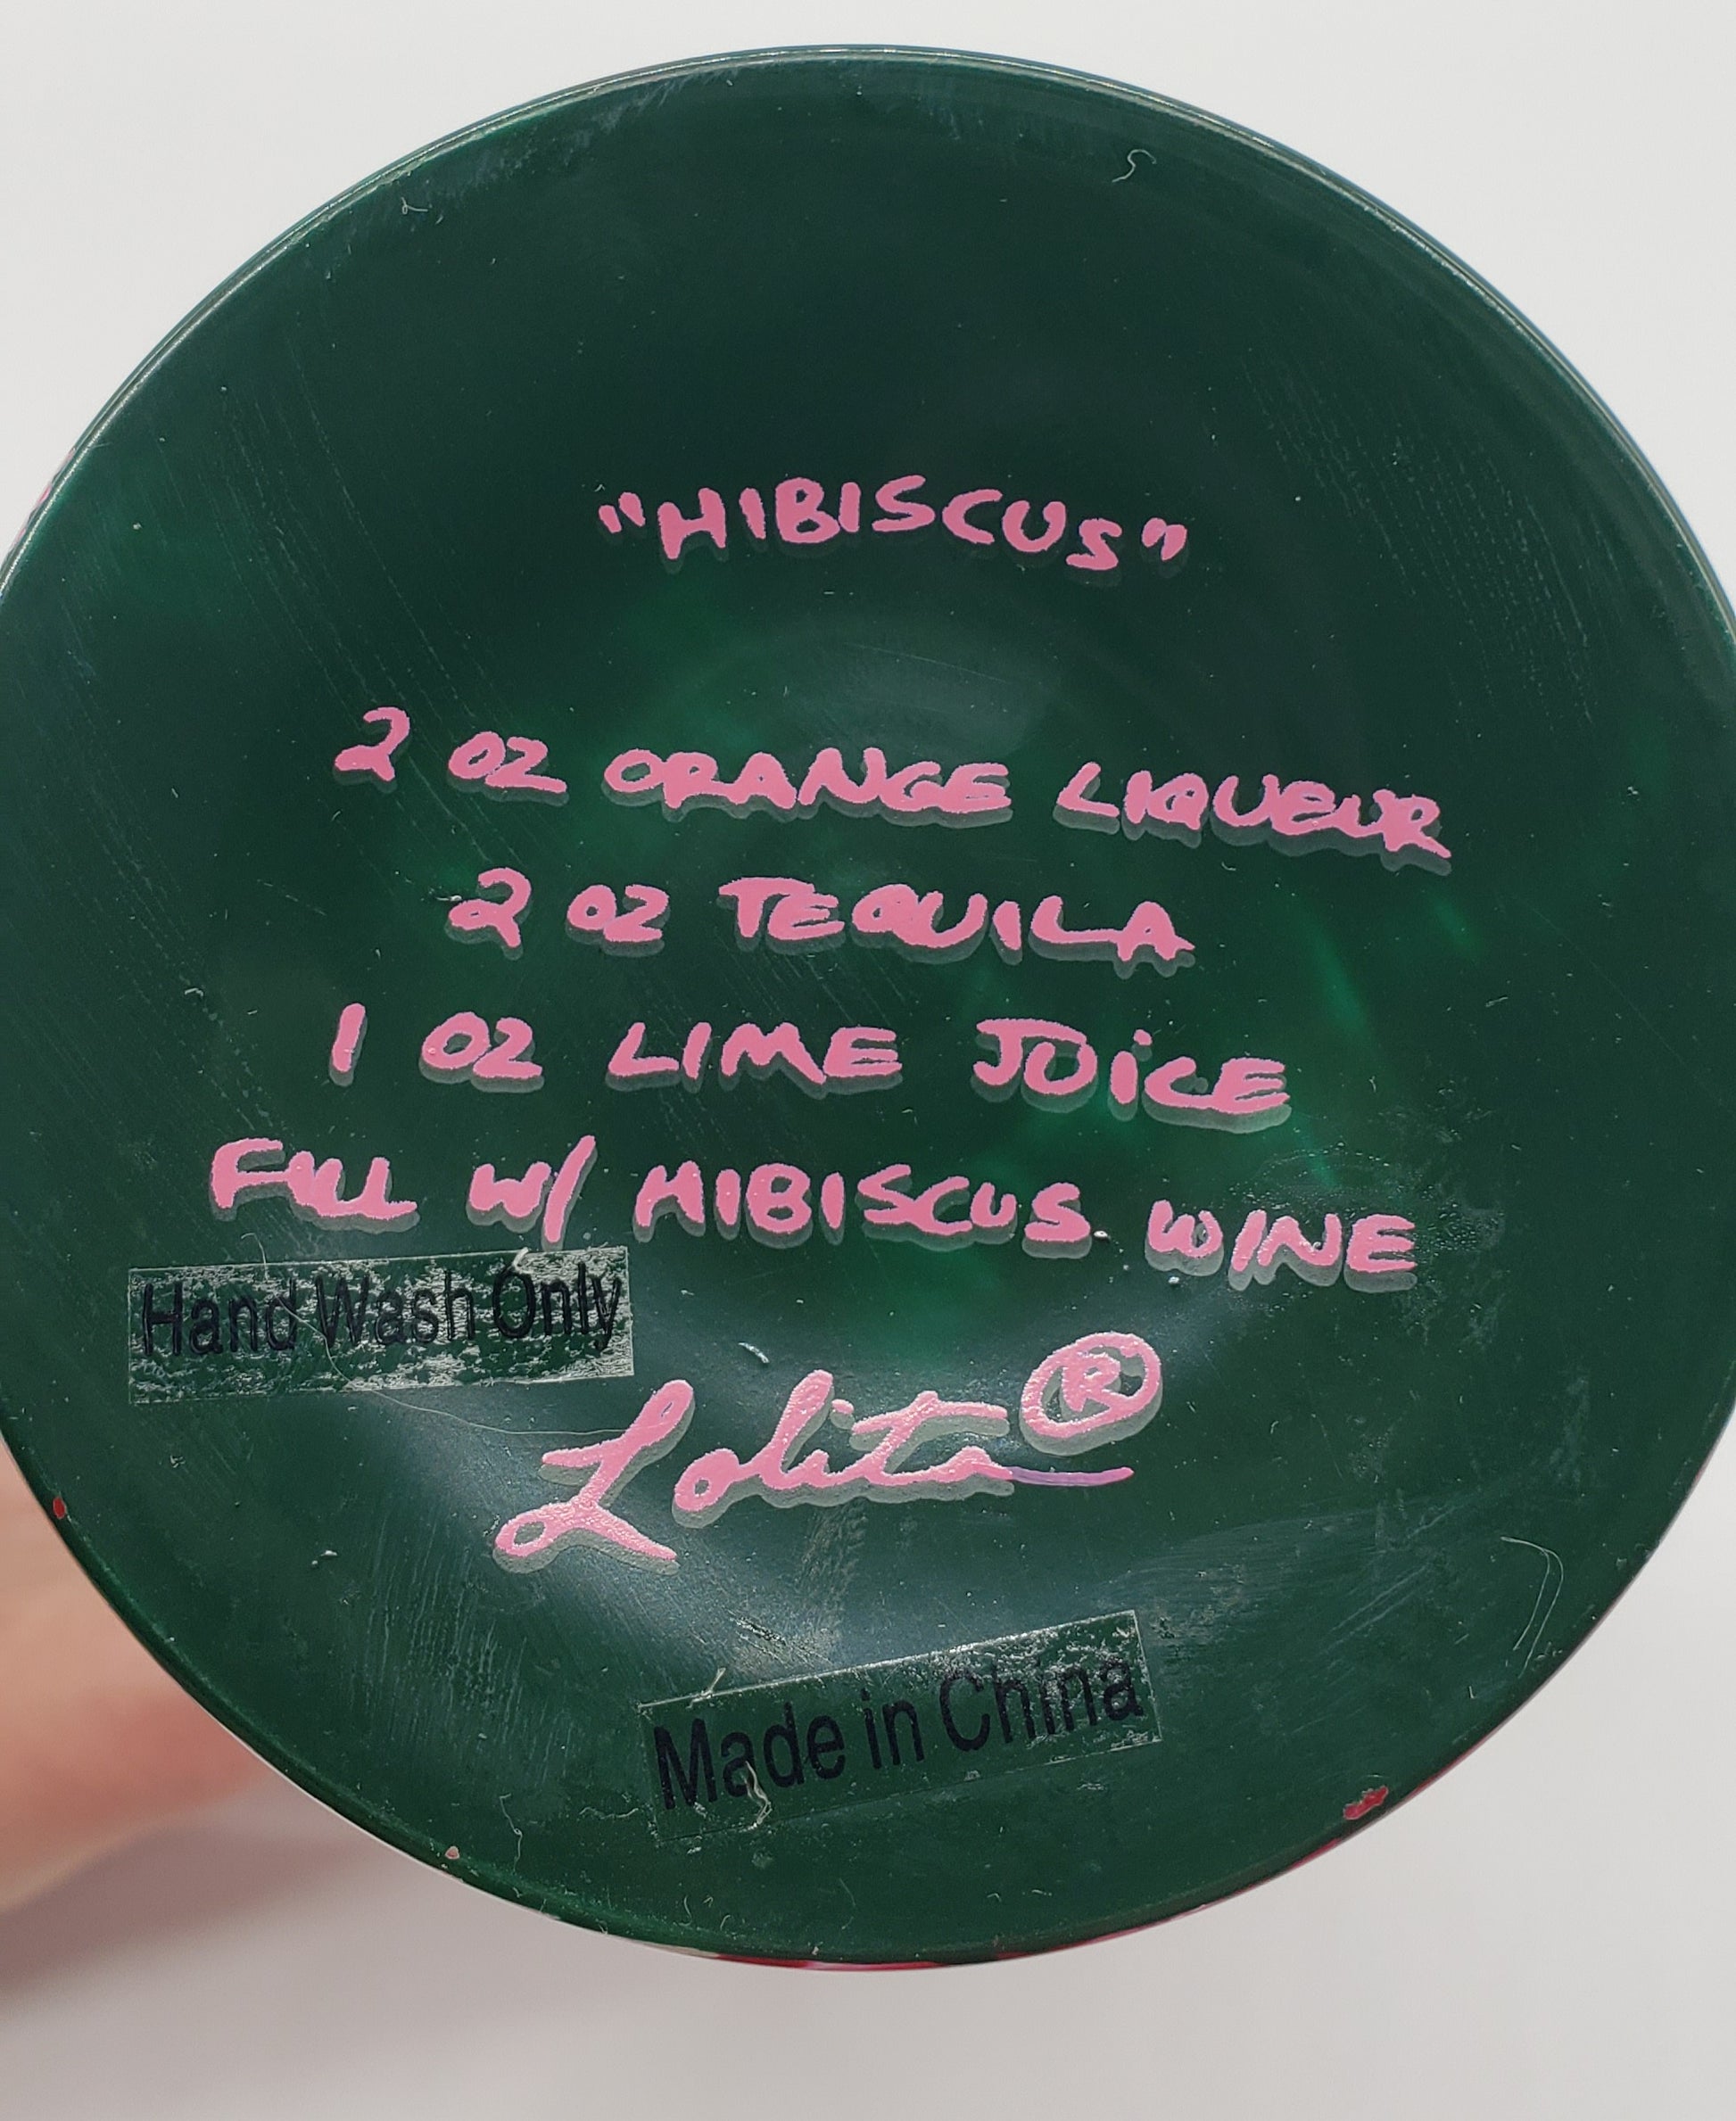 "HIBISCUS"
2 OZ ORANGE LIQUEUR
2 OZ TEQUILA
1 OZ LIME JUICE
FILL W/ HIBISCUS WINE
Hand Wash Only
Lolita®
Made in China